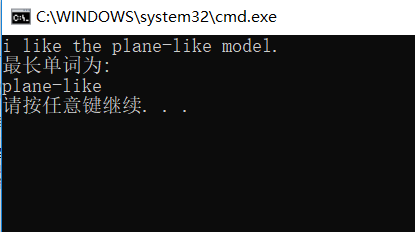 C:\WINDOWS\system32\cmd.exe
i like the plane-like model.
最长单词为:
plane-like
请按任意键继续. . .